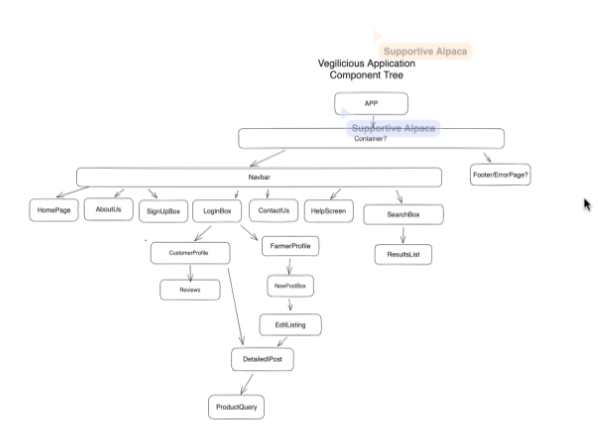 Supportive Alpaca
Vegilicious Application
Component Tree
APP
Supportive Alpaca
Container?
Navbar
Footer/ErrorPage?
HomePage
AboutUs
SignUpBox
LoginBox
ContactUs
HelpScreen
SearchBox
CustomerProfile
FarmerProfile
ResultsList
Reviews
NewPostBox
EditListing
DetailedPost
ProductQuery